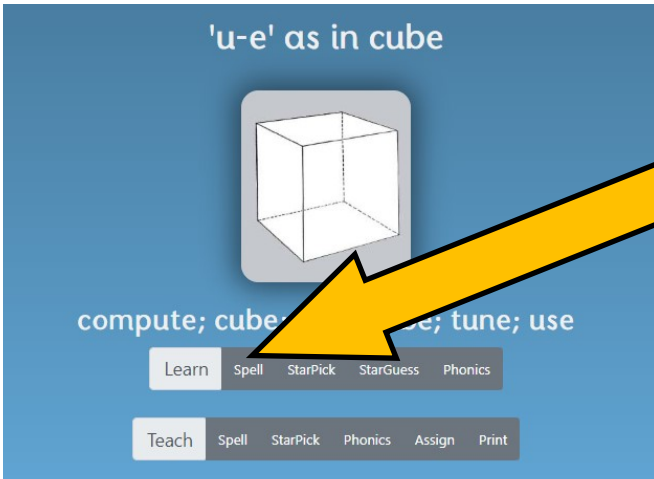 'u-e' as in cube
compute; cube; tune; use
Learn Spell StarPick StarGuess Phonics
Teach Spell StarPick Phonics Assign Print